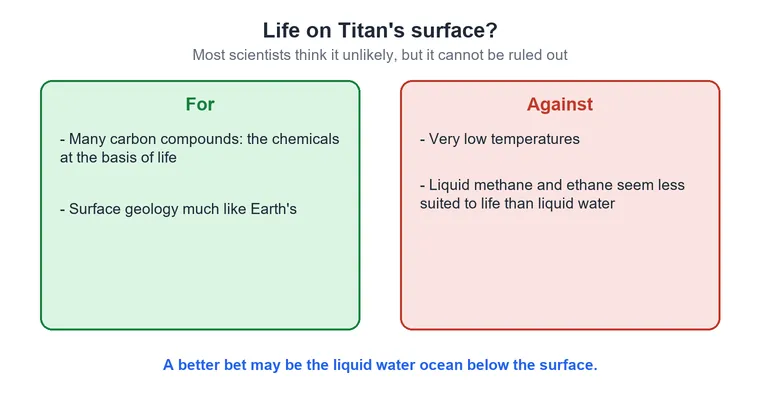 Life on Titan's surface?
Most scientists think it unlikely, but it cannot be ruled out
For
- Many carbon compounds: the chemicals
at the basis of life
- Surface geology much like Earth's
Against
- Very low temperatures
- Liquid methane and ethane seem less
suited to life than liquid water
A better bet may be the liquid water ocean below the surface.